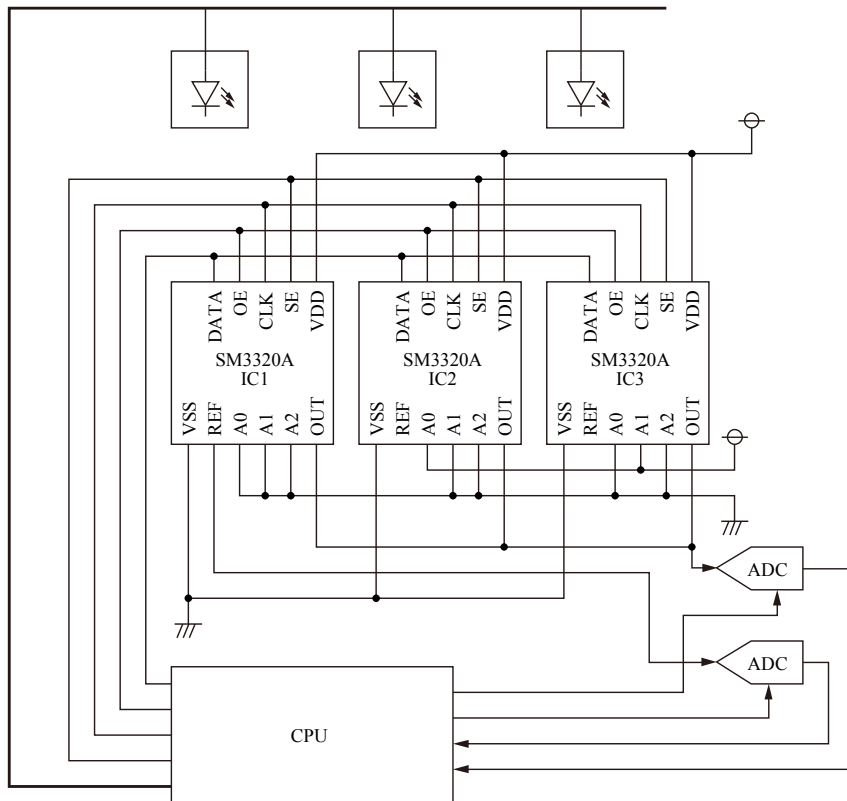 DATA OE CLK SE VDD
SM3320A
IC1
VSS REF A0 A1 A2 OUT
DATA OE CLK SE VDD
SM3320A
IC2
VSS REF A0 A1 A2 OUT
DATA OE CLK SE VDD
SM3320A
IC3
VSS REF A0 A1 A2 OUT
ADC
ADC
CPU